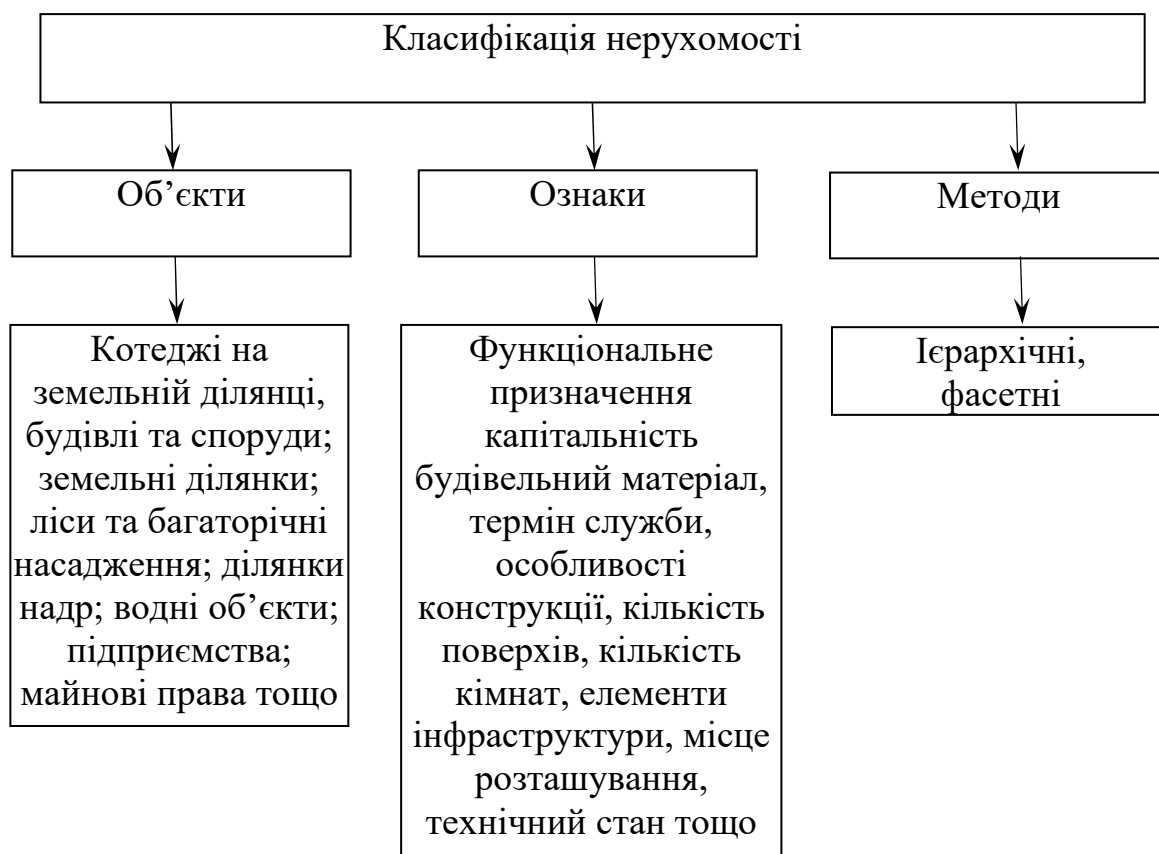 Класифікація нерухомості
Об’єкти
Ознаки
Методи
Котеджі на
земельній ділянці,
будівлі та споруди;
земельні ділянки;
ліси та багаторічні
насадження; ділянки
надр; водні об’єкти;
підприємства;
майнові права тощо
Функціональне
призначення
капітальність
будівельний матеріал,
термін служби,
особливості
конструкції, кількість
поверхів, кількість
кімнат, елементи
інфраструктури, місце
розташування,
технічний стан тощо
Ієрархічні,
фасетні